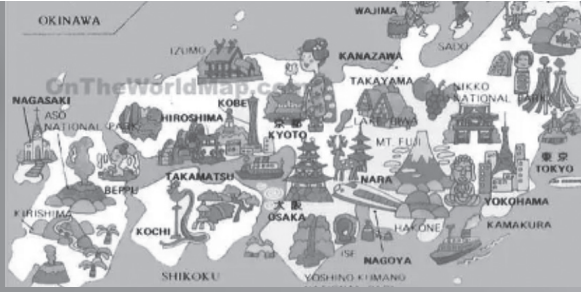 OKINAWA
WAJIMA
IZUMO
KANAZAWA
SADO
OnTheWorldMap.com
TAKAYAMA
NIKKO
NATIONAL PARK
NAGASAKI
ASO
NATIONAL PARK
KOBE
HIROSHIMA
京都
KYOTO
LAKE BIWA
MT. FUJI
東京
TOKYO
BEPPU
TAKAMATSU
NARA
YOKOHAMA
大阪
OSAKA
KIRISHIMA
KOCHI
ISE
HAKONE
KAMAKURA
NAGOYA
SHIKOKU
YOSHINO-KUMANO